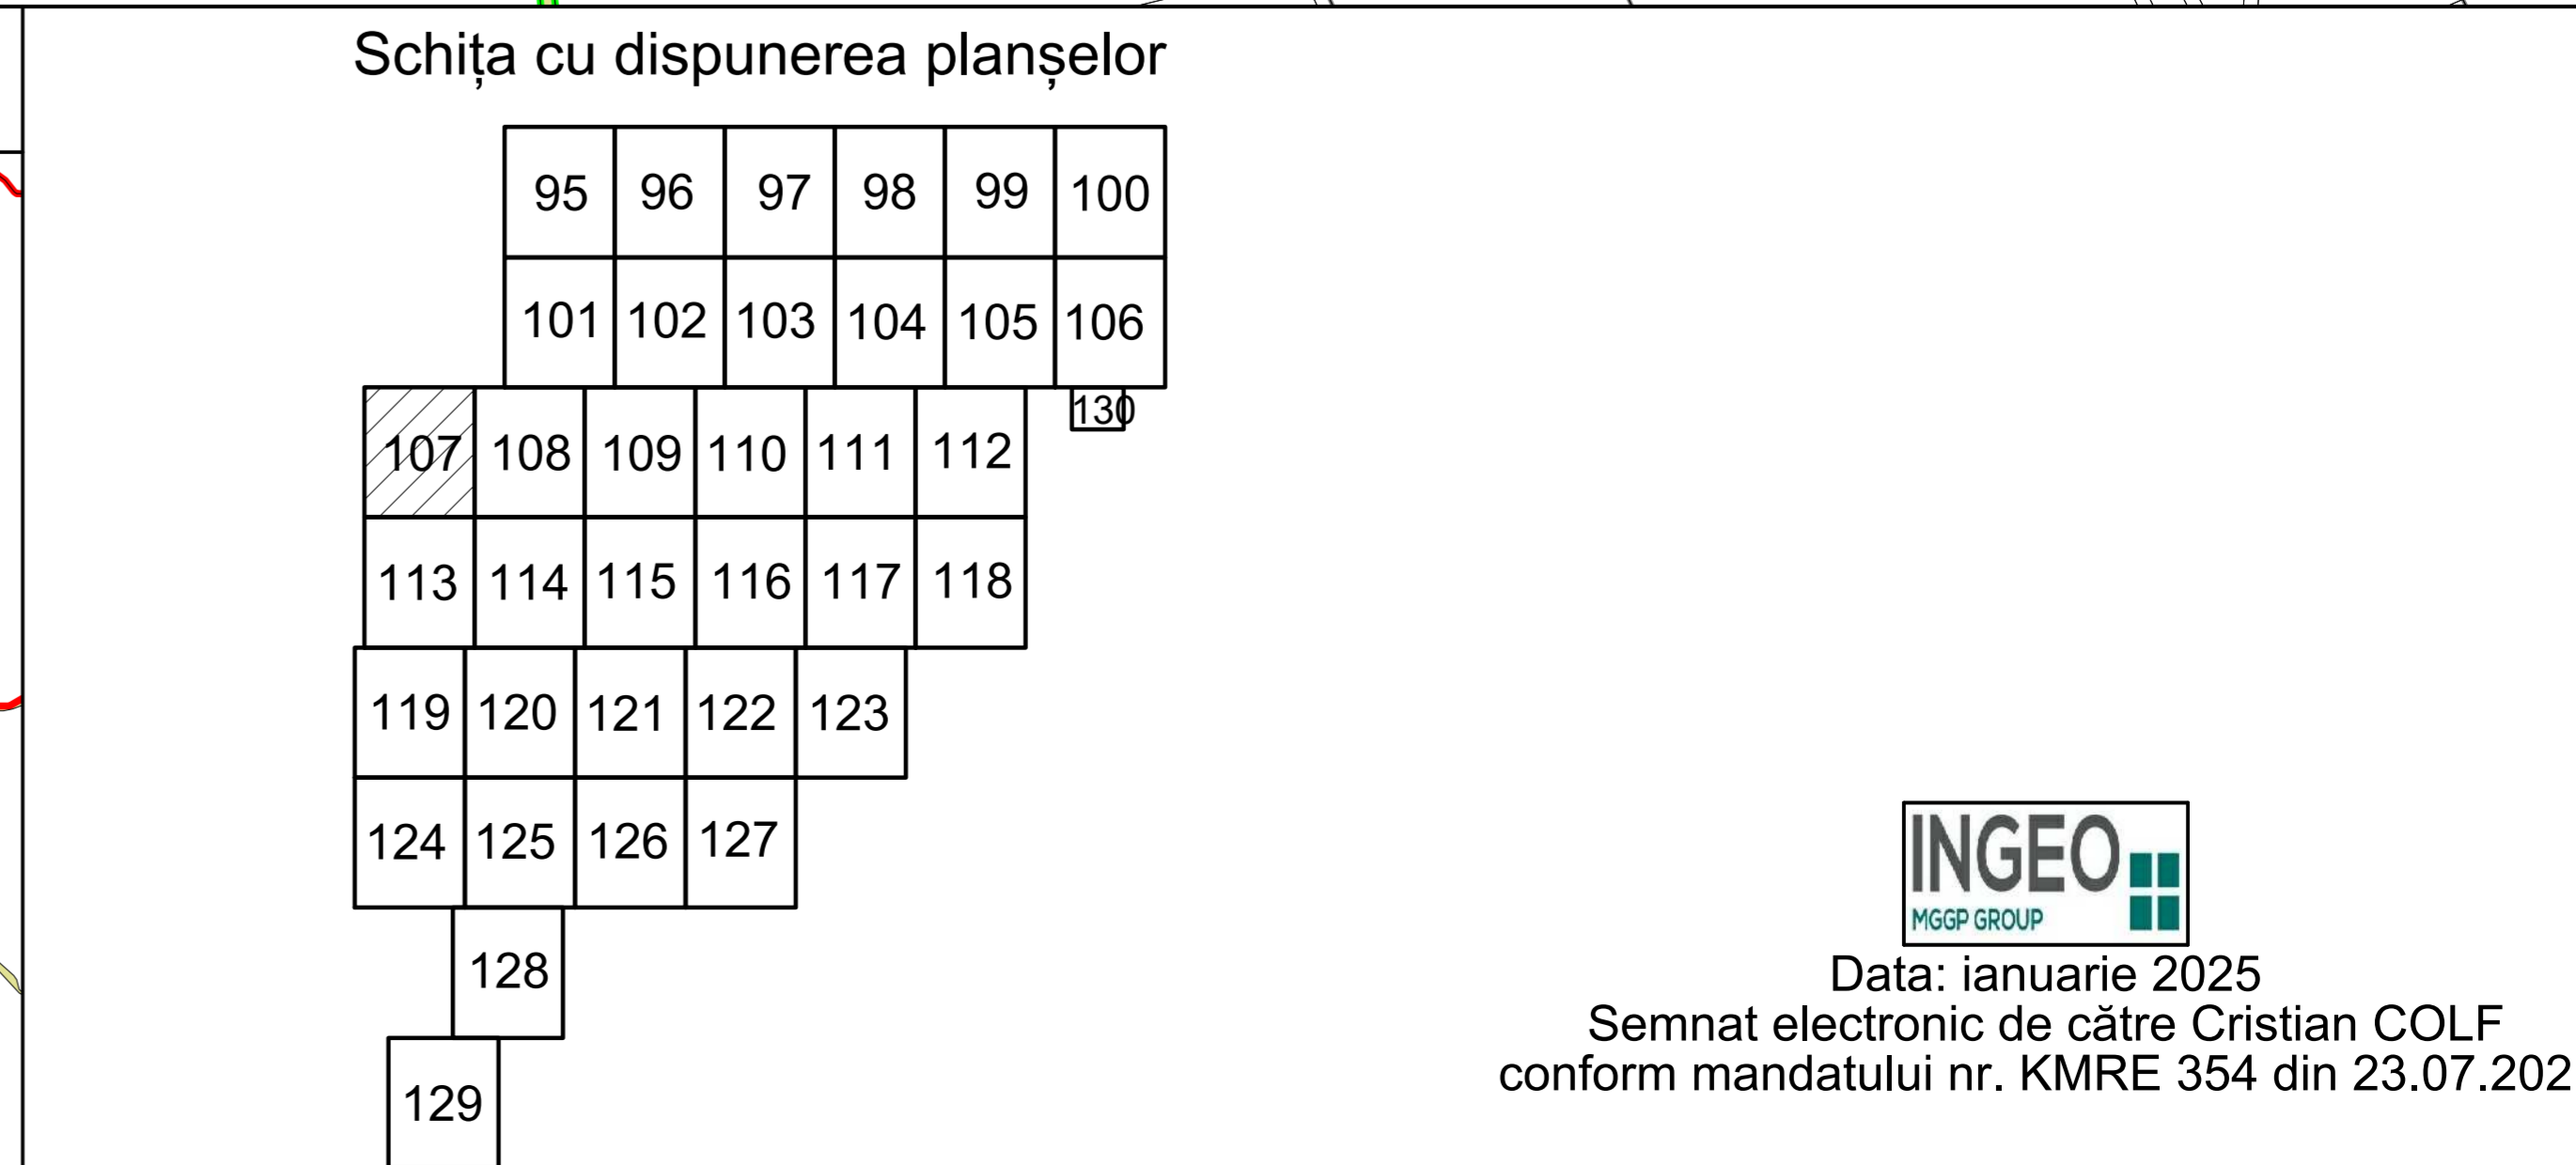 Schița cu dispunerea planșelor
95 96 97 98 99 100
101 102 103 104 105 106
130
107 108 109 110 111 112
113 114 115 116 117 118
119 120 121 122 123
124 125 126 127
128
129
INGEO
MGGP GROUP
Data: ianuarie 2025
Semnat electronic de către Cristian COLF
conform mandatului nr. KMRE 354 din 23.07.202